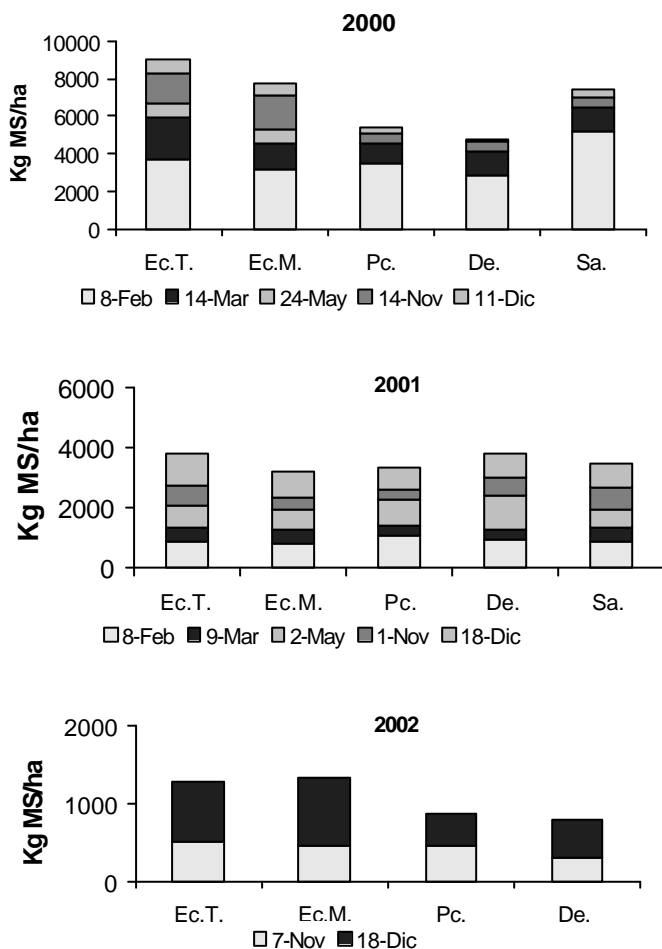 2000
Kg MS/ha
10000
8000
6000
4000
2000
0
Ec.T. Ec.M. Pc. De. Sa.
8-Feb 14-Mar 24-May 14-Nov 11-Dic
2001
Kg MS/ha
6000
4000
2000
0
Ec.T. Ec.M. Pc. De. Sa.
8-Feb 9-Mar 2-May 1-Nov 18-Dic
2002
Kg MS/ha
2000
1000
0
Ec.T. Ec.M. Pc. De.
7-Nov 18-Dic